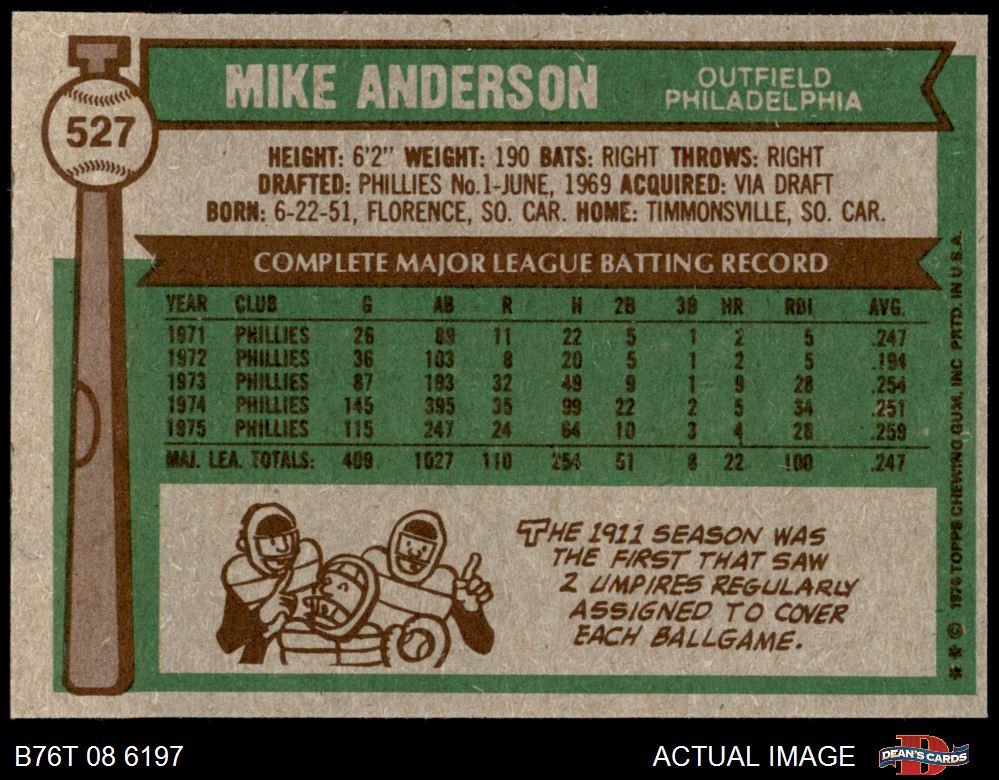 527
MIKE ANDERSON
OUTFIELD
PHILADELPHIA
HEIGHT: 6'2" WEIGHT: 190 BATS: RIGHT THROWS: RIGHT
DRAFTED: PHILLIES No.1-JUNE, 1969 ACQUIRED: VIA DRAFT
BORN: 6-22-51, FLORENCE, SO. CAR. HOME: TIMMONSVILLE, SO. CAR.
COMPLETE MAJOR LEAGUE BATTING RECORD
YEAR CLUB G AB R H 2B 3B HR RBI AVG.
1971 PHILLIES 26 89 11 22 5 1 2 5 .247
1972 PHILLIES 36 103 8 20 5 1 2 5 .194
1973 PHILLIES 87 193 32 49 9 1 9 28 .254
1974 PHILLIES 145 395 35 99 22 2 5 34 .251
1975 PHILLIES 115 247 24 64 10 3 4 28 .259
MAJ. LEA. TOTALS: 409 1027 110 254 51 8 22 100 .247
THE 1911 SEASON WAS
THE FIRST THAT SAW
2 UMPIRES REGULARLY
ASSIGNED TO COVER
EACH BALLGAME.
* * © 1976 TOPPS CHEWING GUM, INC. PRTD. IN U.S.A.
B76T 08 6197
ACTUAL IMAGE
DEAN'S CARDS